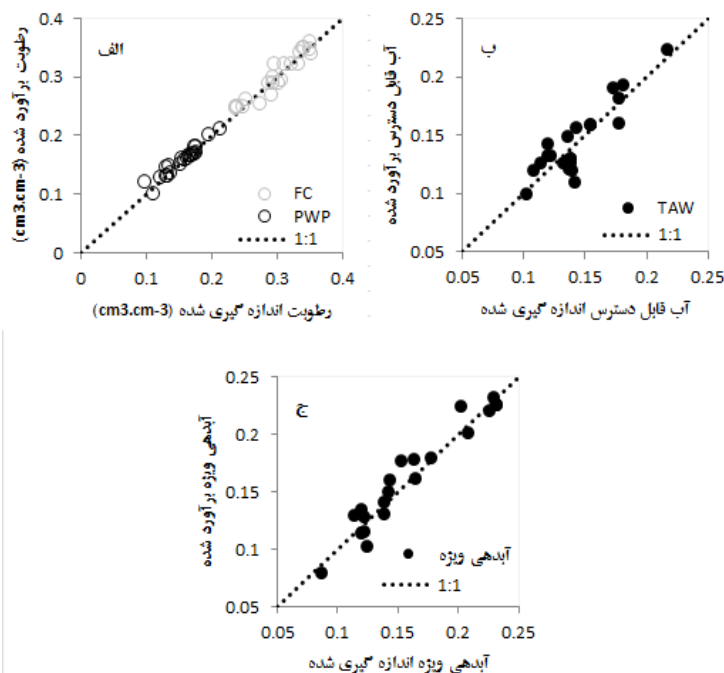 الف
رطوبت برآورد شده (cm3.cm-3)
0.4
0.3
0.2
0.1
0
0
0.1
0.2
0.3
0.4
FC
PWP
1:1
رطوبت اندازه گیری شده (cm3.cm-3)
ب
آب قابل دسترس برآورد شده
0.25
0.20
0.15
0.10
0.05
0.05
0.1
0.15
0.2
0.25
TAW
1:1
آب قابل دسترس اندازه گیری شده
ج
آبدهی ویژه برآورد شده
0.25
0.2
0.15
0.1
0.05
0.05
0.1
0.15
0.2
0.25
آبدهی ویژه
1:1
آبدهی ویژه اندازه گیری شده